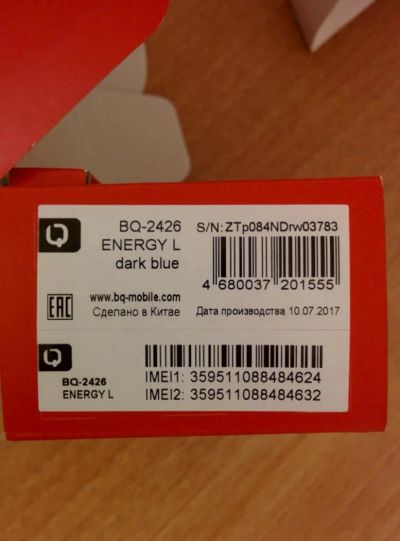 BQ-2426
ENERGY L
dark blue
S/N: ZTp084NDrw03783
4 680037 201555
EAC
www.bq-mobile.com
Сделано в Китае
Дата производства 10.07.2017
BQ-2426
ENERGY L
IMEI1: 359511088484624
IMEI2: 359511088484632